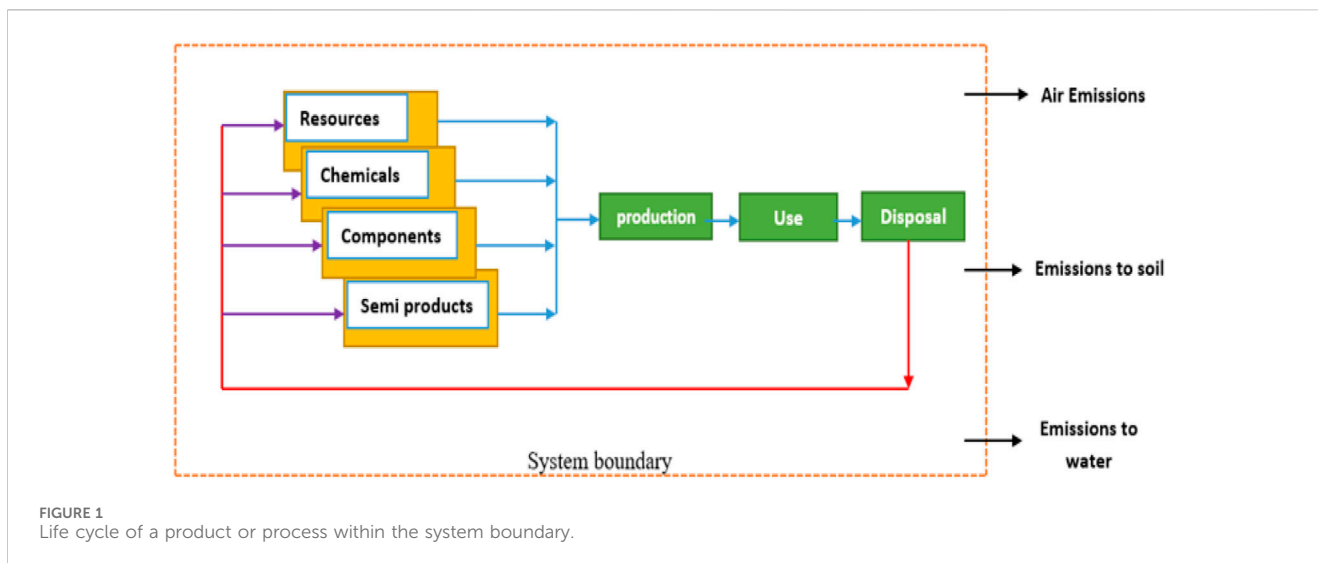 Resources
Chemicals
Components
Semi products
production
Use
Disposal
Air Emissions
Emissions to soil
Emissions to
water
System boundary
FIGURE 1
Life cycle of a product or process within the system boundary.